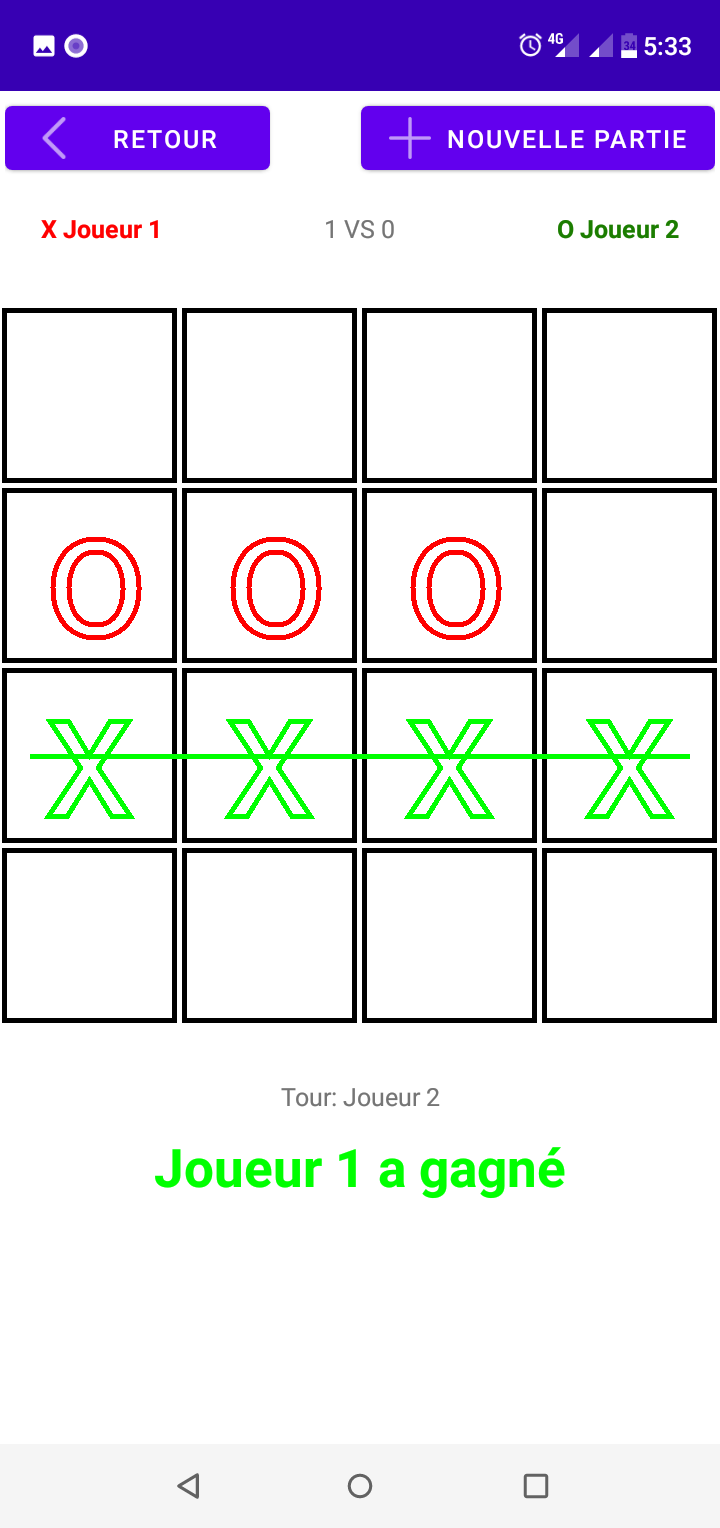 4G 34 5:33
RETOUR NOUVELLE PARTIE
X Joueur 1 1 VS 0 O Joueur 2
O O O
X X X X
Tour: Joueur 2
Joueur 1 a gagné